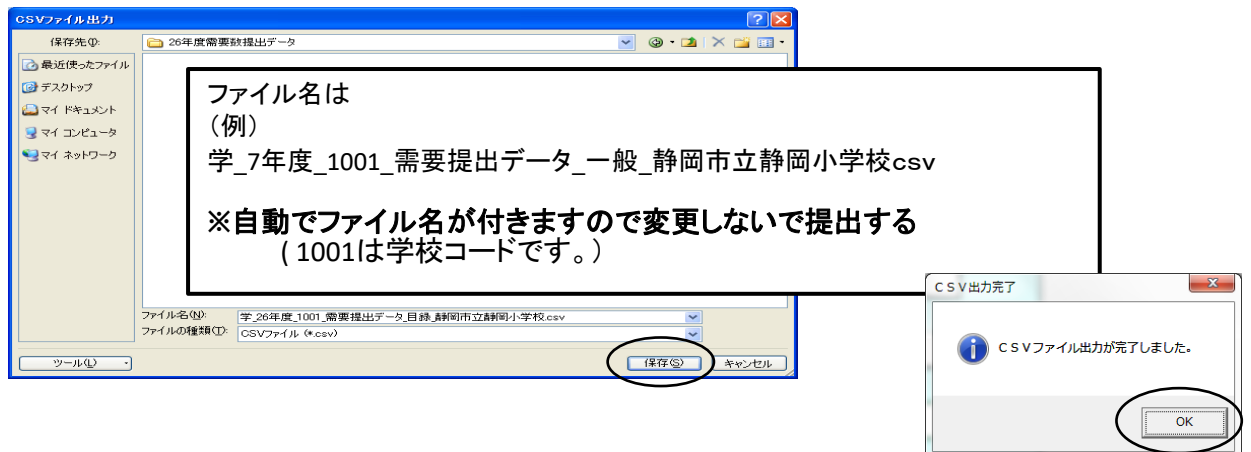 CSVファイル出力
保存先(I):
26年度需要数提出データ
最近使ったファイル
デスクトップ
マイ ドキュメント
マイ コンピュータ
マイ ネットワーク
ファイル名は
（例）
学_7年度_1001_需要提出データ_一般_静岡市立静岡小学校csv
※自動でファイル名が付きますので変更しないで提出する
（1001は学校コードです。）
ファイル名(N):
学_26年度_1001_需要提出データ_目録_静岡市立静岡小学校.csv
ファイルの種類(T):
CSVファイル (*.csv)
ツール(L)
保存(S)
キャンセル
ＣＳＶ出力完了
ＣＳＶファイル出力が完了しました。
OK